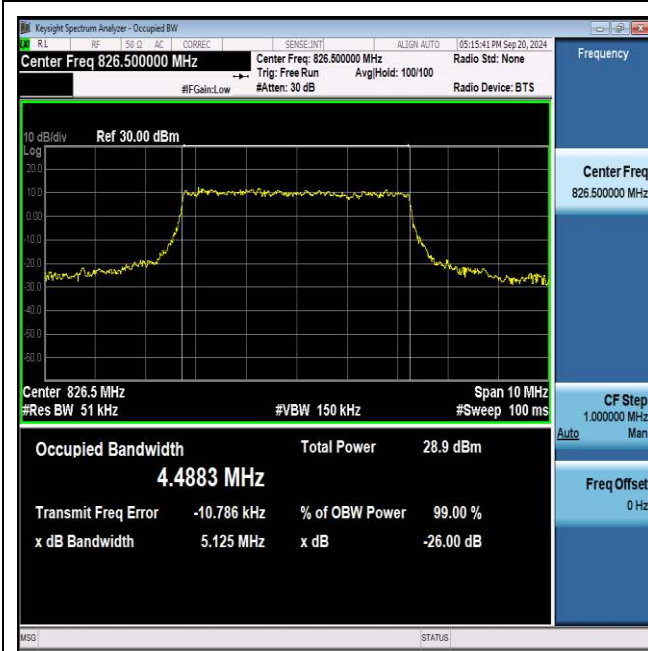 Keysight Spectrum Analyzer - Occupied BW
RL RF 50 Ω AC CORREC SENSE:INT ALIGN AUTO 05:15:41 PM Sep 20, 2024
Center Freq 826.500000 MHz Center Freq: 826.500000 MHz Radio Std: None
Trig: Free Run Avg|Hold: 100/100
#IFGain:Low #Atten: 30 dB Radio Device: BTS
10 dB/div Ref 30.00 dBm
Log
20.0
10.0
0.00
-10.0
-20.0
-30.0
-40.0
-50.0
-60.0
Center 826.5 MHz Span 10 MHz
#Res BW 51 kHz #VBW 150 kHz #Sweep 100 ms
Occupied Bandwidth Total Power 28.9 dBm
4.4883 MHz
Transmit Freq Error -10.786 kHz % of OBW Power 99.00 %
x dB Bandwidth 5.125 MHz x dB -26.00 dB
MSG STATUS
Frequency
Center Freq
826.500000 MHz
CF Step
1.000000 MHz
Auto Man
Freq Offset
0 Hz